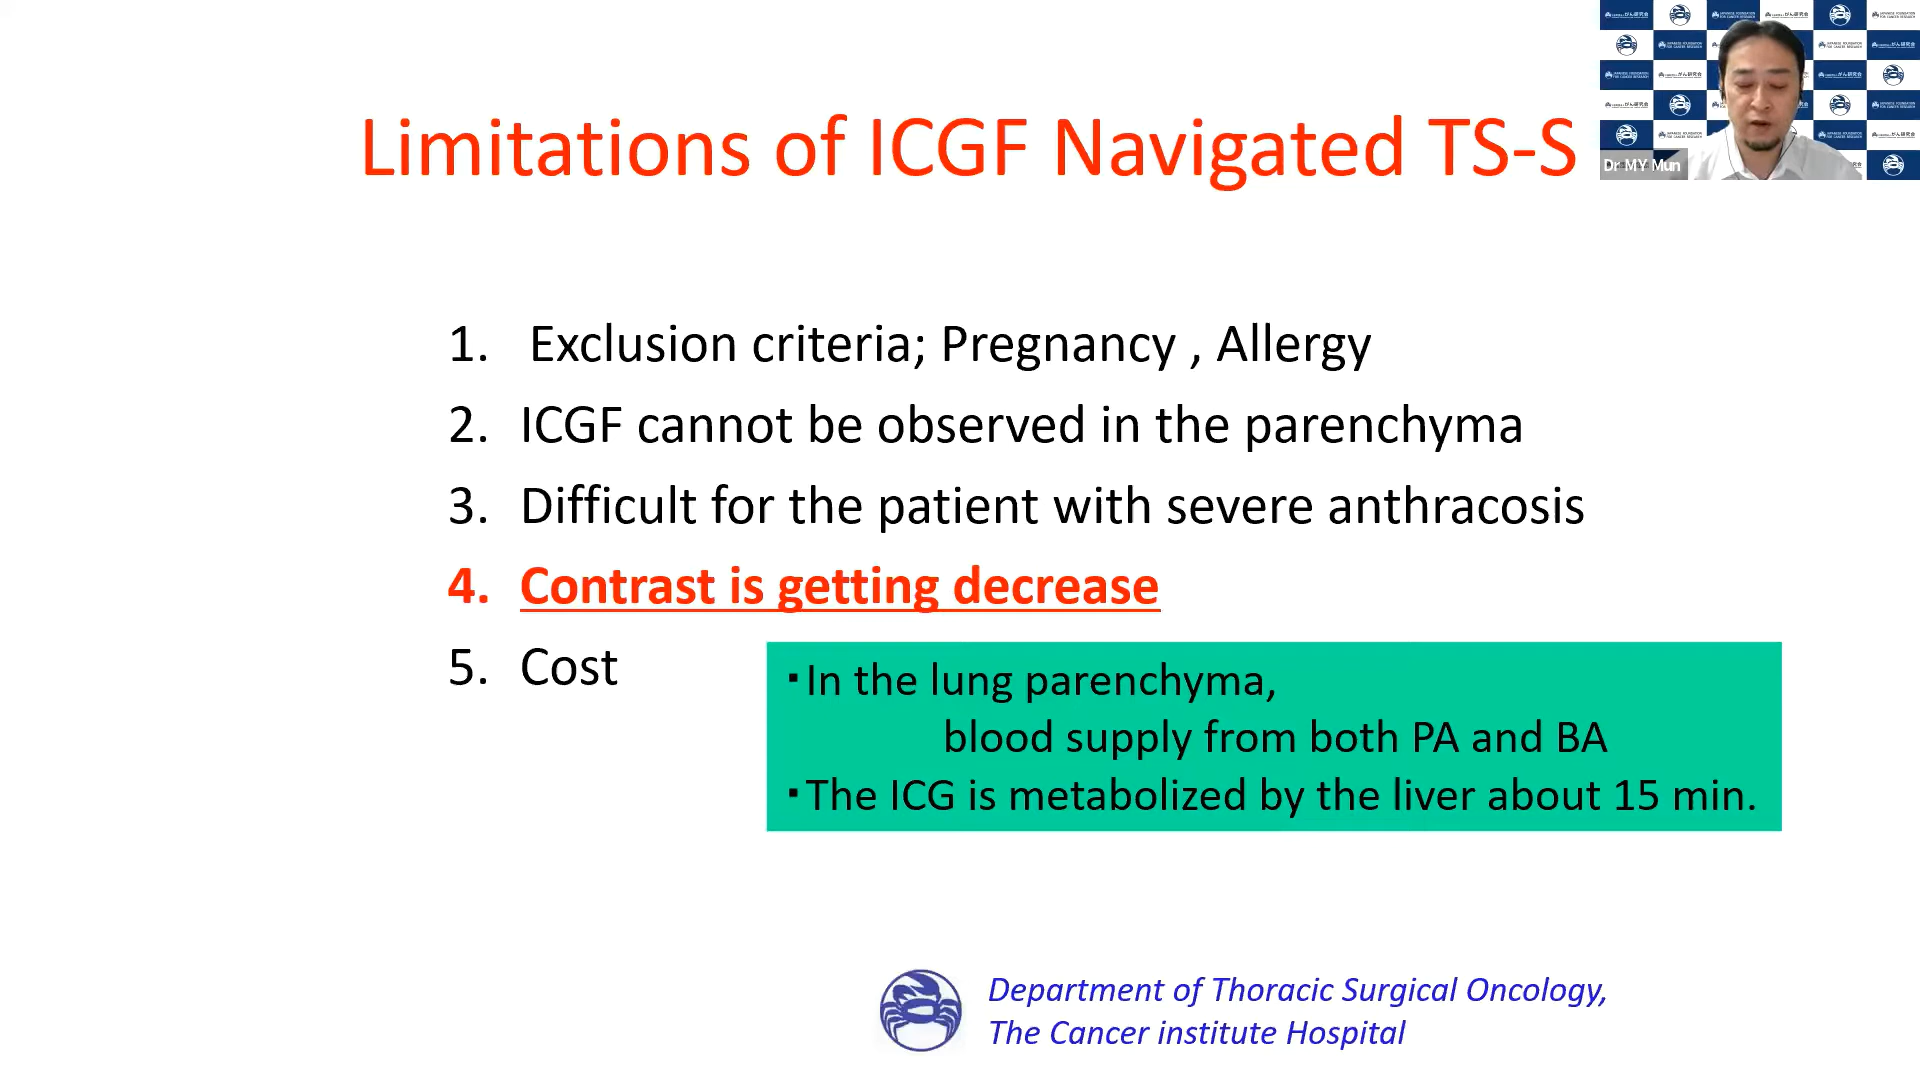 Limitations of ICGF Navigated TS-S
Dr MY Mun
1. Exclusion criteria; Pregnancy , Allergy
2. ICGF cannot be observed in the parenchyma
3. Difficult for the patient with severe anthracosis
4. Contrast is getting decrease
5. Cost
･In the lung parenchyma,
blood supply from both PA and BA
･The ICG is metabolized by the liver about 15 min.
Department of Thoracic Surgical Oncology,
The Cancer institute Hospital